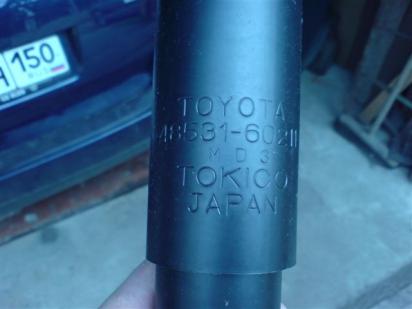 150
TOYOTA
48531-60211
M D 3
TOKICO
JAPAN